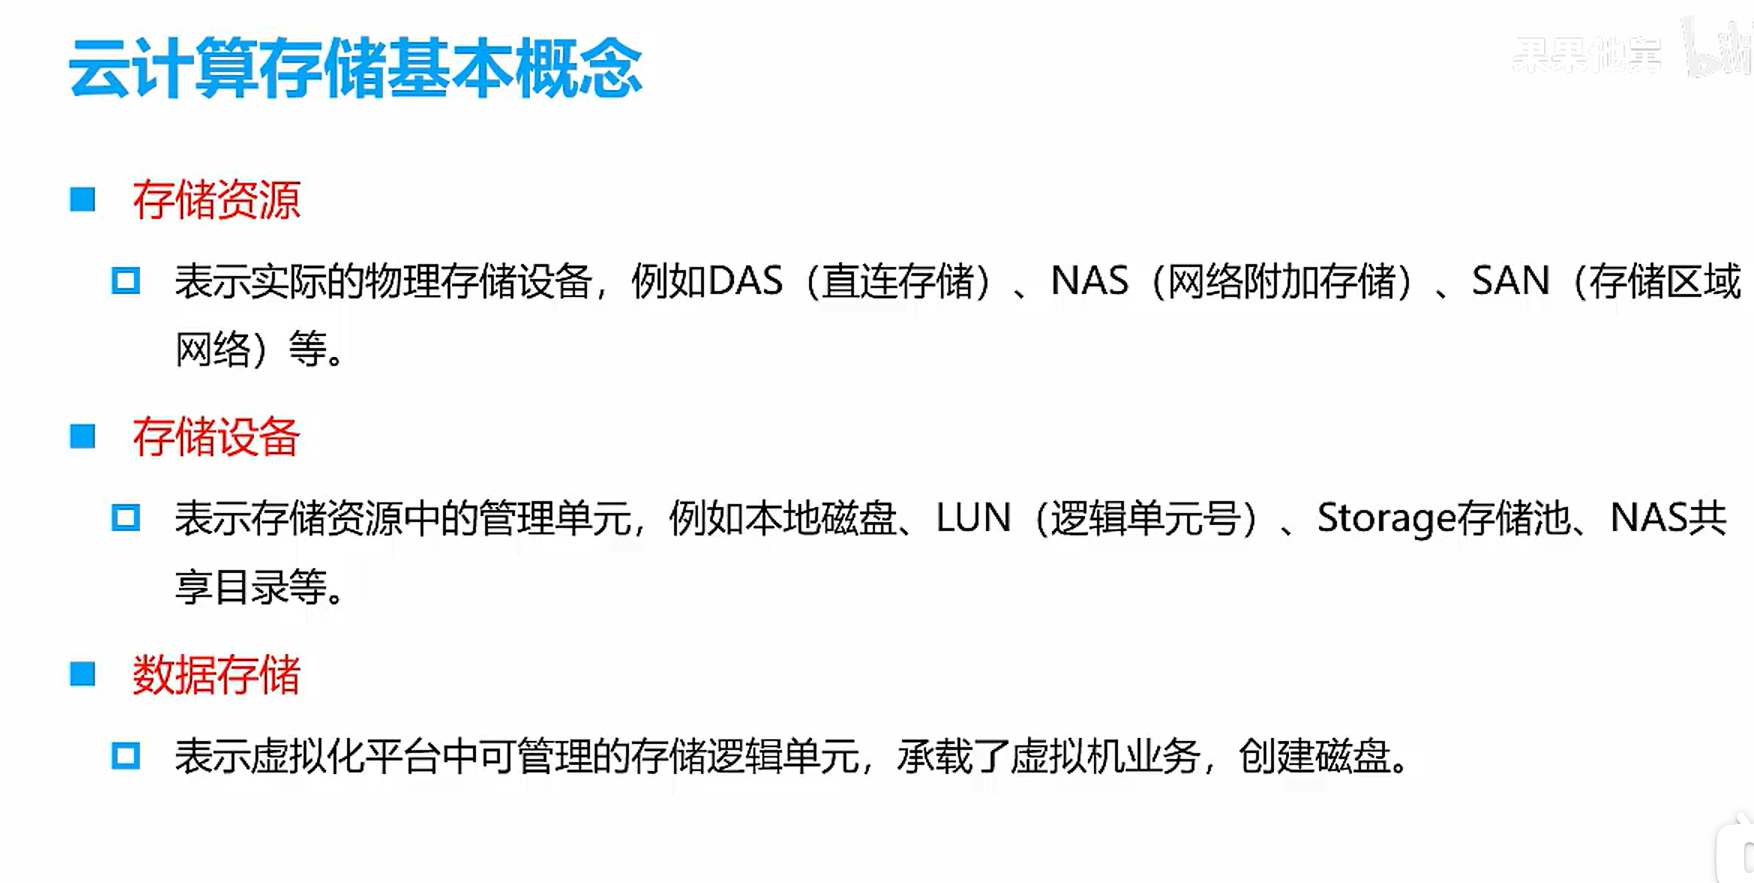 云计算存储基本概念
果果他舅
存储资源
表示实际的物理存储设备，例如DAS（直连存储）、NAS（网络附加存储）、SAN（存储区域
网络）等。
存储设备
表示存储资源中的管理单元，例如本地磁盘、LUN（逻辑单元号）、Storage存储池、NAS共
享目录等。
数据存储
表示虚拟化平台中可管理的存储逻辑单元，承载了虚拟机业务，创建磁盘。